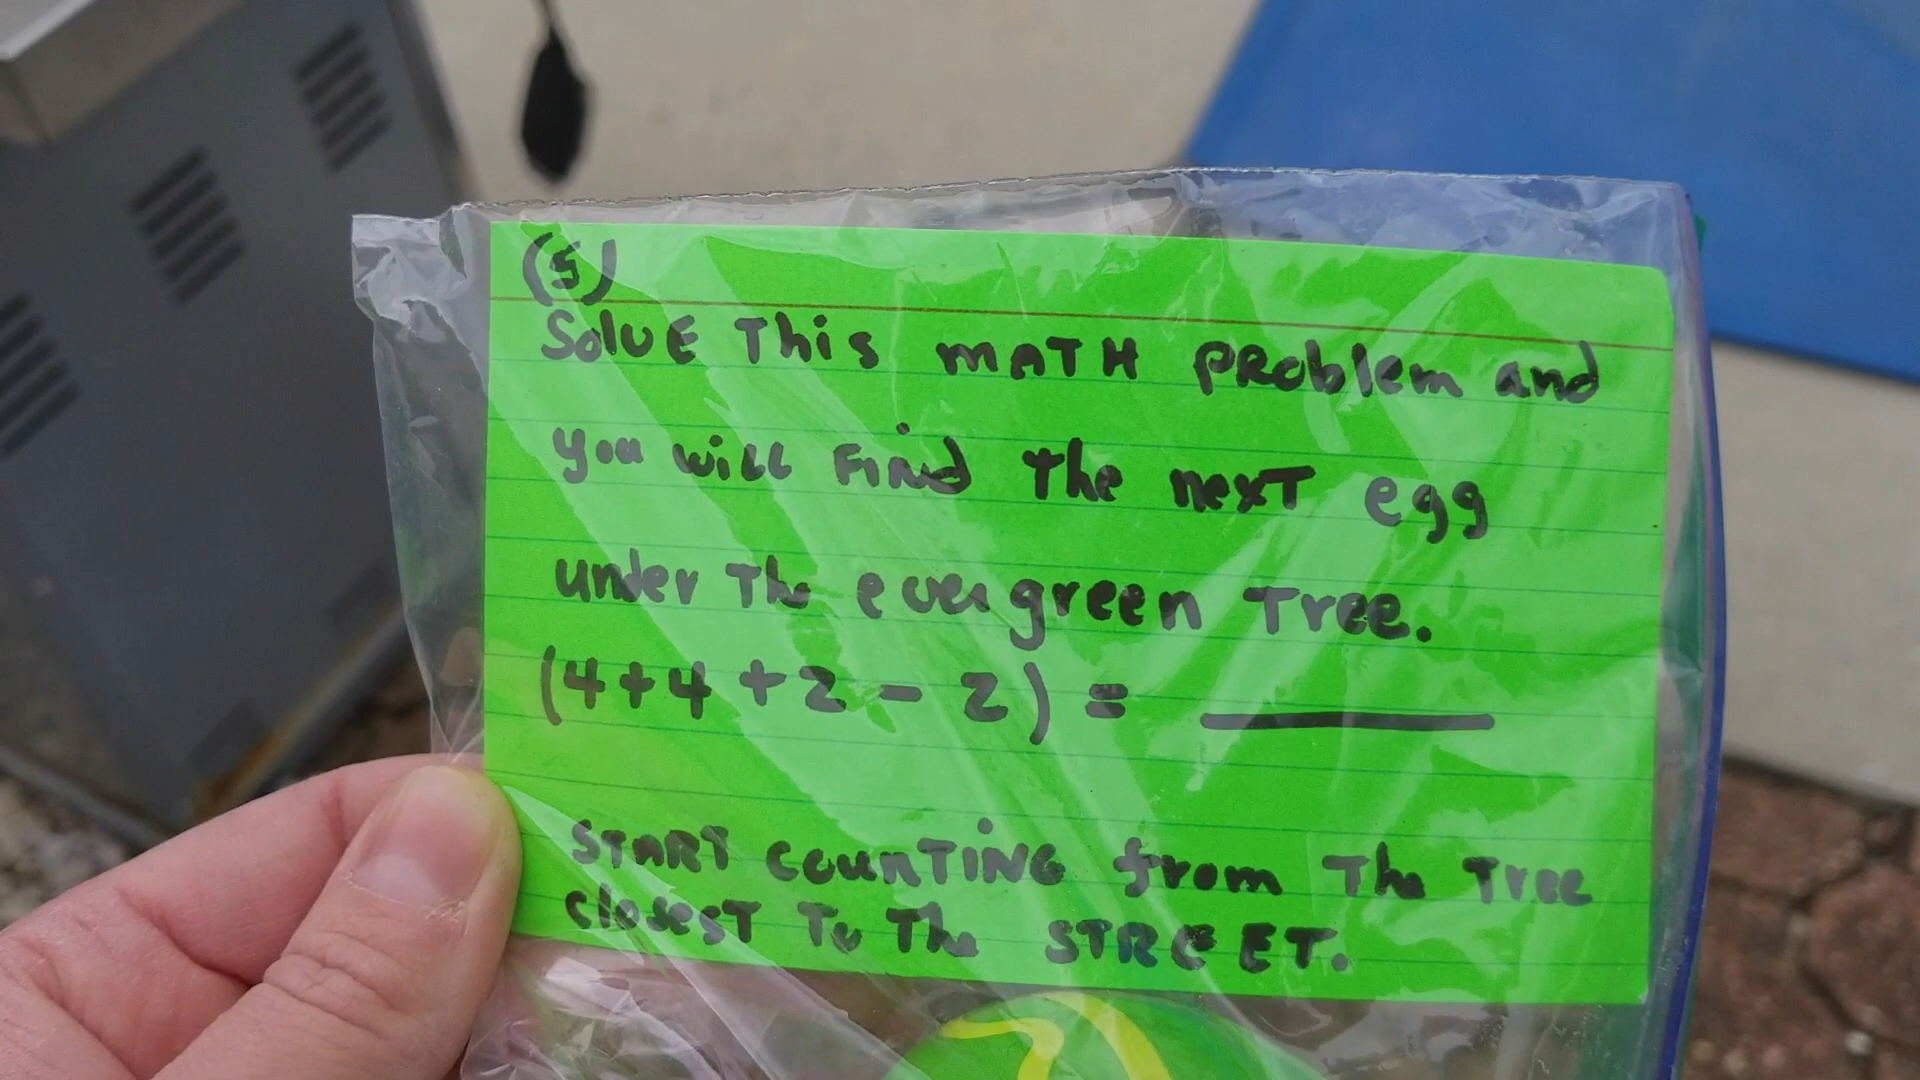 (5)
Solve This MATH PRoblem and
you will FiNd The nexT egg
under The evergreen Tree.
(4+4+2-2) = ________
START COUNTiNG from The Tree
closesT To The STREET.